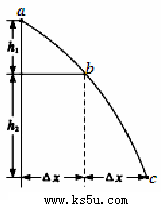 a
h₁
b
h₂
Δx Δx c
www.ks5u.com